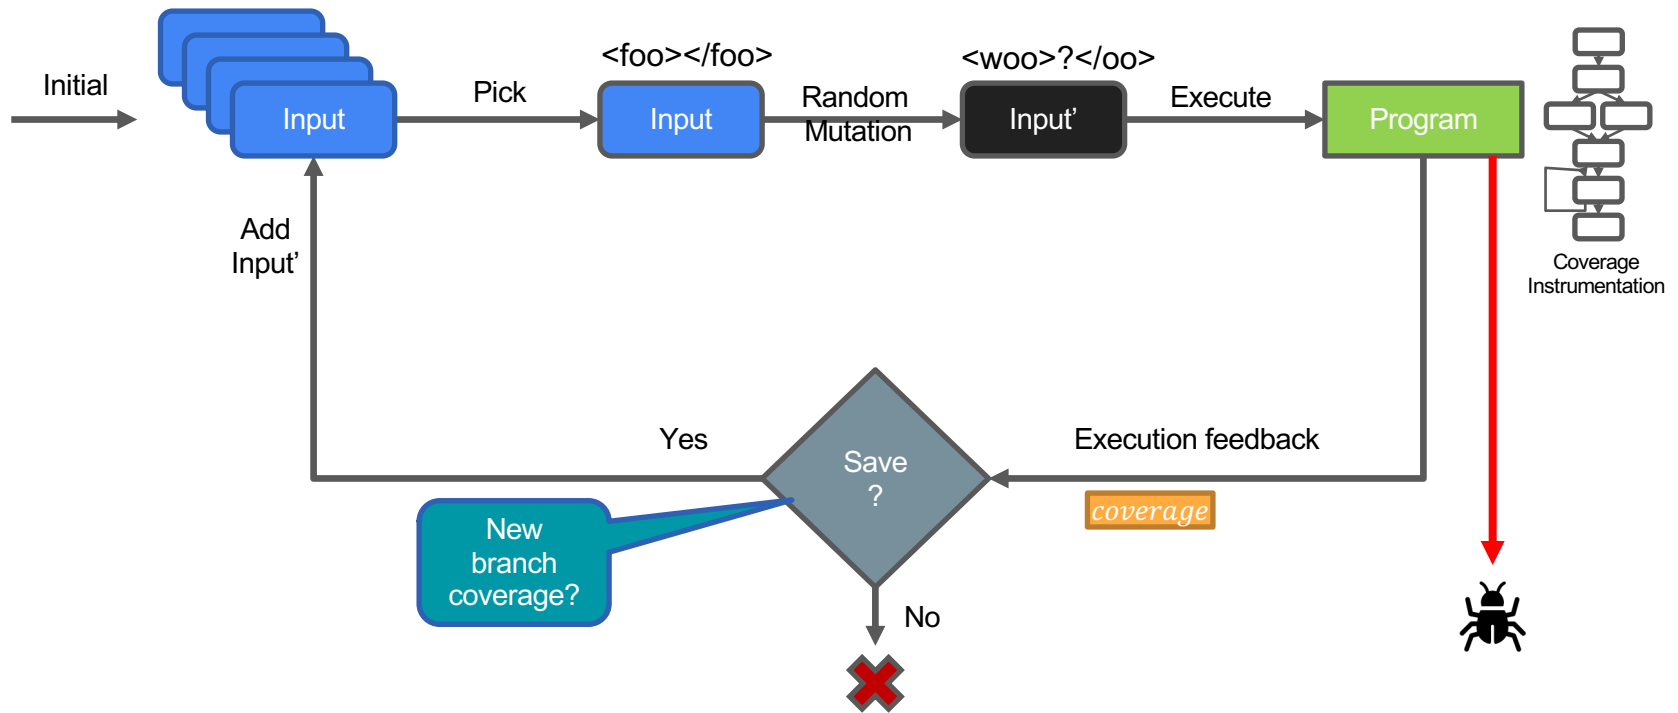 Initial
Input
Pick
<foo></foo>
Input
Random
Mutation
<woo>?</oo>
Input’
Execute
Program
Coverage
Instrumentation
Add
Input’
Yes
Save
?
Execution feedback
coverage
New
branch
coverage?
No